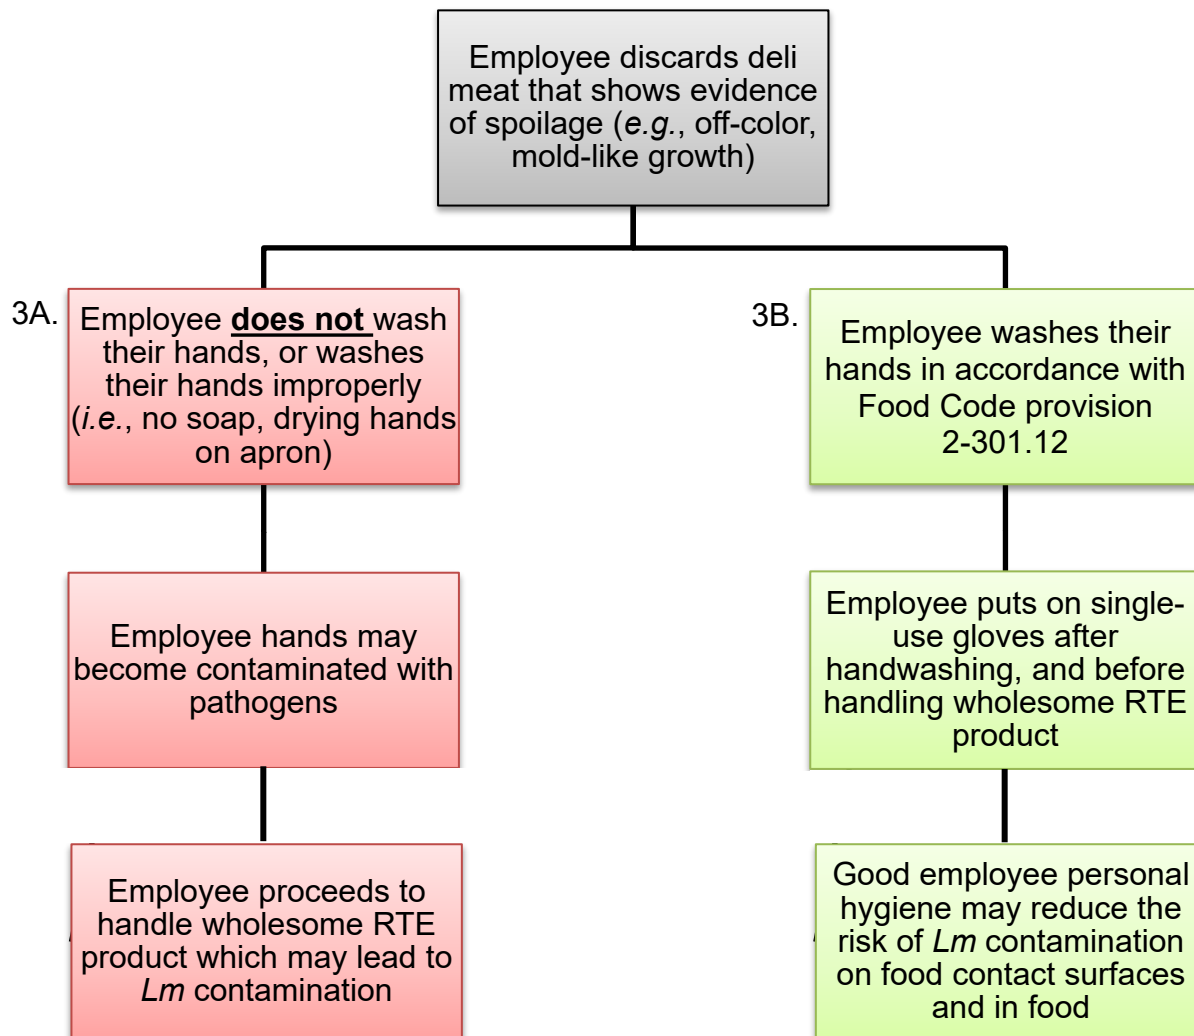 Employee discards deli
meat that shows evidence
of spoilage (e.g., off-color,
mold-like growth)
3A.
Employee does not wash
their hands, or washes
their hands improperly
(i.e., no soap, drying hands
on apron)
Employee hands may
become contaminated with
pathogens
Employee proceeds to
handle wholesome RTE
product which may lead to
Lm contamination
3B.
Employee washes their
hands in accordance with
Food Code provision
2-301.12
Employee puts on single-
use gloves after
handwashing, and before
handling wholesome RTE
product
Good employee personal
hygiene may reduce the
risk of Lm contamination
on food contact surfaces
and in food